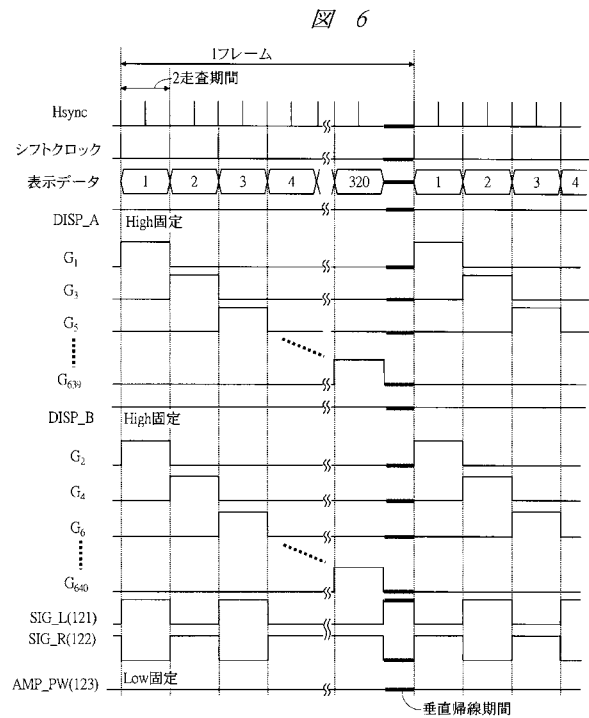 図 6
1フレーム
2走査期間
Hsync
シフトクロック
表示データ 1 2 3 4 320 1 2 3 4
DISP_A High固定
G1
G3
G5
G639
DISP_B High固定
G2
G4
G6
G640
SIG_L(121)
SIG_R(122)
AMP_PW(123) Low固定
垂直帰線期間